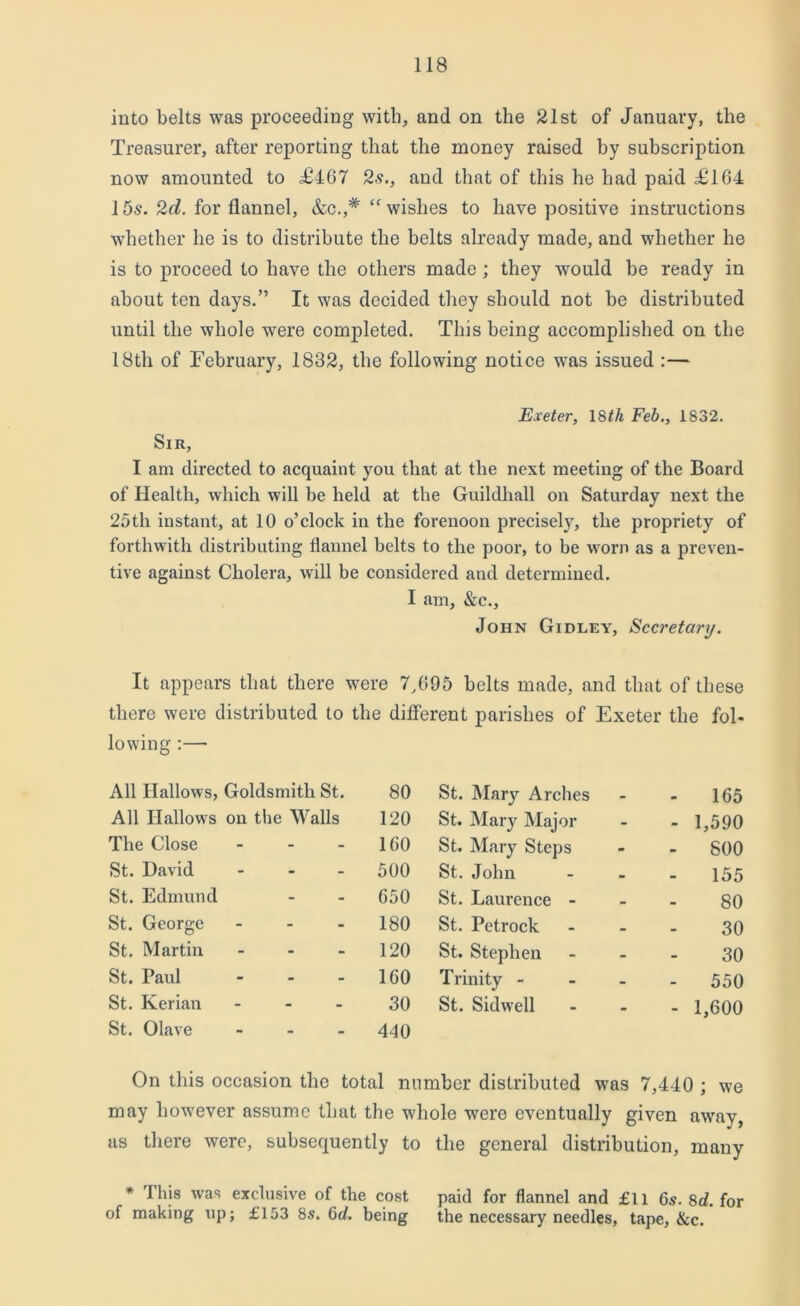 118
into belts was proceeding with, and on the 21st of January, the
Treasurer, after reporting that the money raised by subscription
now amounted to £467 2s., and that of this he had paid £164
15s. 2d. for flannel, &c.,* “wishes to have positive instructions
whether he is to distribute the belts already made, and whether he
is to proceed to have the others made ; they would be ready in
about ten days.” It was decided they should not be distributed
until the whole were completed. This being accomplished on the
18th of February, 1832, the following notice was issued :—
Exeter, 18th Feb., 1832.
Sir,
I am directed to acquaint you that at the next meeting of the Board
of Health, which will be held at the Guildhall on Saturday next the
25th instant, at 10 o’clock in the forenoon precisely, the propriety of
forthwith distributing flannel belts to the poor, to be worn as a preven-
tive against Cholera, will be considered and determined.
I am, &c.,
John Gidley, Secretary.
It appears that there were 7,695 belts made, and that of these
there were distributed to the different parishes of Exeter the fol-
lowing :—
All Hallows, Goldsmith St. 80
All Hallows on the Walls 120
The Close - - - 160
St. David - - - 500
St. Edmund - - 650
St. George - - - 180
St. Martin - - - 120
St. Paul - - - 160
St. Kerian - - - 30
St. Olave - - - 440
St. Mary Arches - - 165
St. Mary Major - - 1,590
St. Mary Steps - - 800
St. John - - - 155
St. Laurence - - - 80
St. Petrock - - - 30
St. Stephen - - - 30
Trinity - - - - 550
St. Sidwell - - - 1,600
On this occasion the total number distributed was 7,440 ; we
may however assume that the whole were eventually given away,
as there were, subsequently to the general distribution, many
* This was exclusive of the cost
of making up; £153 8s. 6d. being
paid for flannel and £11 6s. 8d. for
the necessary needles, tape, &c.